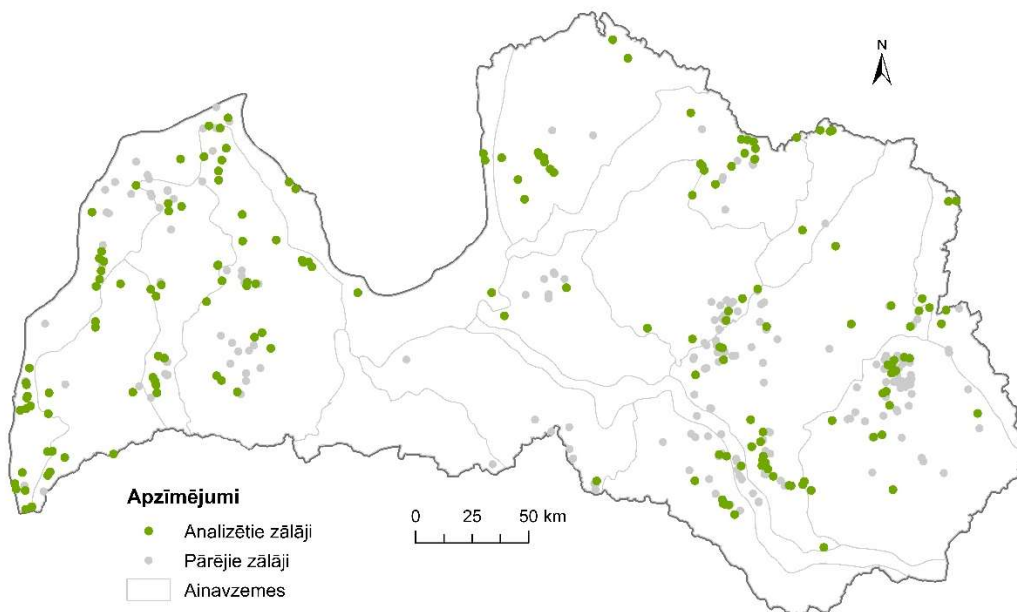 N
Apzīmējumi
Analizētie zālāji
Pārējie zālāji
Ainavzemes
0 25 50 km